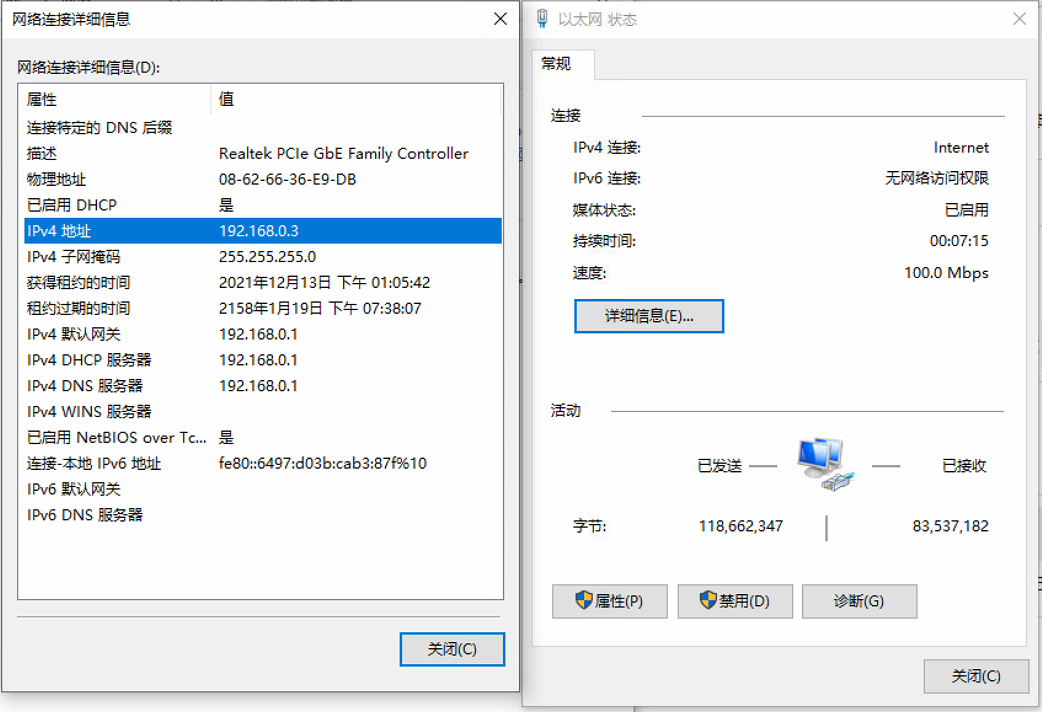 网络连接详细信息
网络连接详细信息(D):
属性 值
连接特定的 DNS 后缀
描述 Realtek PCIe GbE Family Controller
物理地址 08-62-66-36-E9-DB
已启用 DHCP 是
IPv4 地址 192.168.0.3
IPv4 子网掩码 255.255.255.0
获得租约的时间 2021年12月13日 下午 01:05:42
租约过期的时间 2158年1月19日 下午 07:38:07
IPv4 默认网关 192.168.0.1
IPv4 DHCP 服务器 192.168.0.1
IPv4 DNS 服务器 192.168.0.1
IPv4 WINS 服务器
已启用 NetBIOS over Tc... 是
连接-本地 IPv6 地址 fe80::6497:d03b:cab3:87f%10
IPv6 默认网关
IPv6 DNS 服务器
关闭(C)
以太网 状态
常规
连接
IPv4 连接: Internet
IPv6 连接: 无网络访问权限
媒体状态: 已启用
持续时间: 00:07:15
速度: 100.0 Mbps
详细信息(E)...
活动
已发送 已接收
字节: 118,662,347 83,537,182
属性(P) 禁用(D) 诊断(G)
关闭(C)